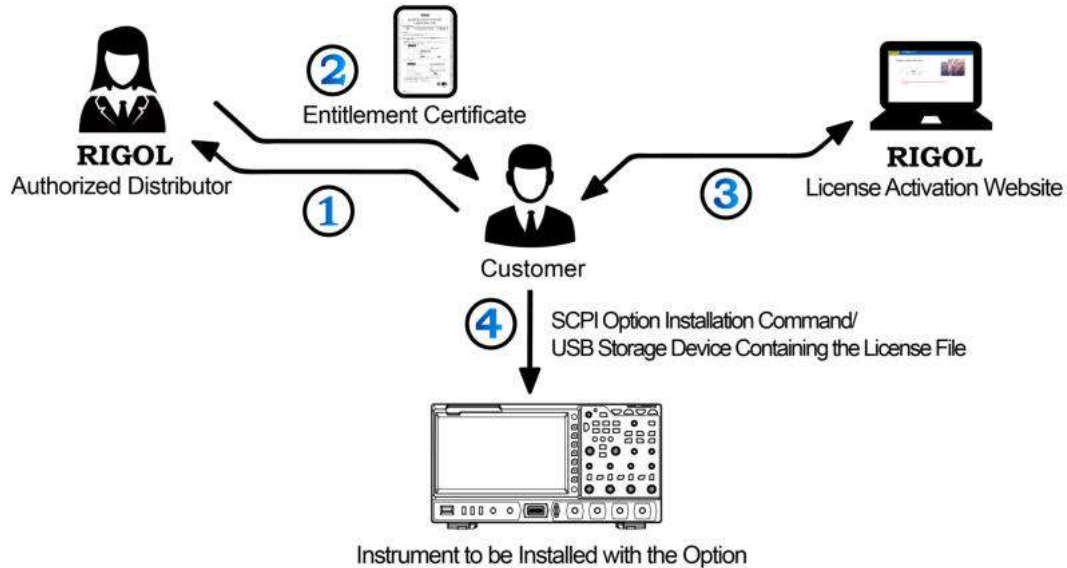 2
Entitlement Certificate
RIGOL
Authorized Distributor
1
RIGOL
License Activation Website
3
Customer
4
SCPI Option Installation Command/
USB Storage Device Containing the License File
Instrument to be Installed with the Option